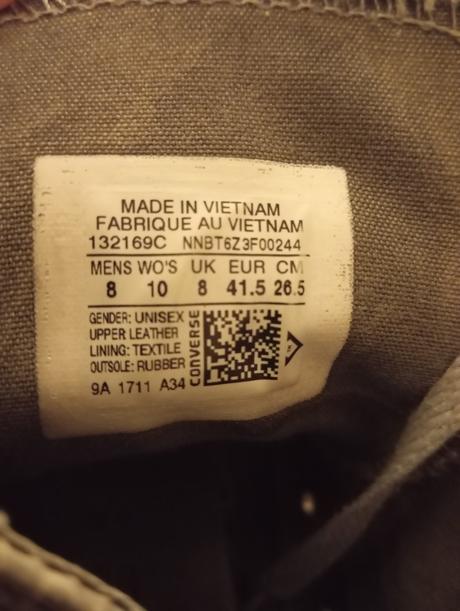 MADE IN VIETNAM
FABRIQUE AU VIETNAM
132169C NNBT6Z3F00244
MENS WO'S UK EUR CM
8 10 8 41.5 26.5
GENDER: UNISEX
UPPER LEATHER
LINING: TEXTILE
OUTSOLE: RUBBER
9A 1711 A34
CONVERSE